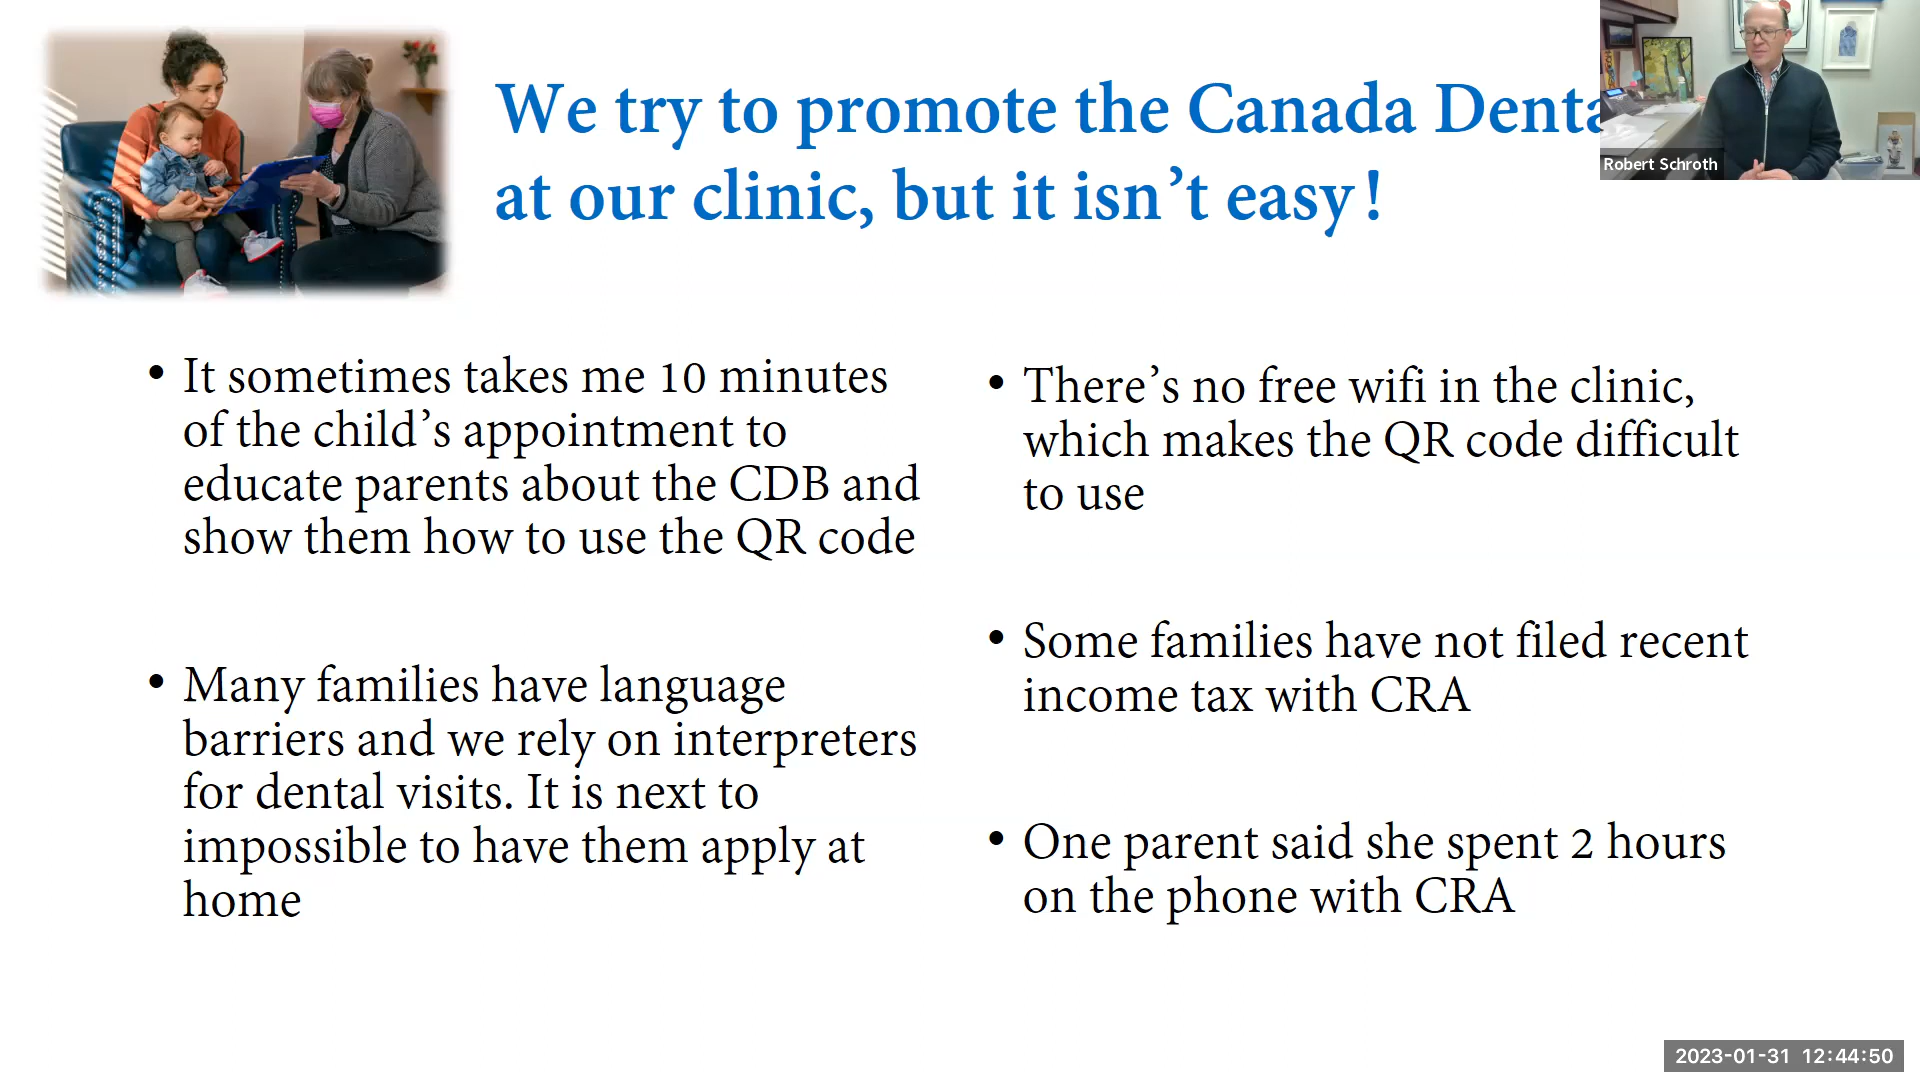 We try to promote the Canada
at our clinic, but it isn’t easy!
Robert Schroth
• It sometimes takes me 10 minutes
of the child’s appointment to
educate parents about the CDB and
show them how to use the QR code
• Many families have language
barriers and we rely on interpreters
for dental visits. It is next to
impossible to have them apply at
home
• There’s no free wifi in the clinic,
which makes the QR code difficult
to use
• Some families have not filed recent
income tax with CRA
• One parent said she spent 2 hours
on the phone with CRA
2023-01-31 12:44:50